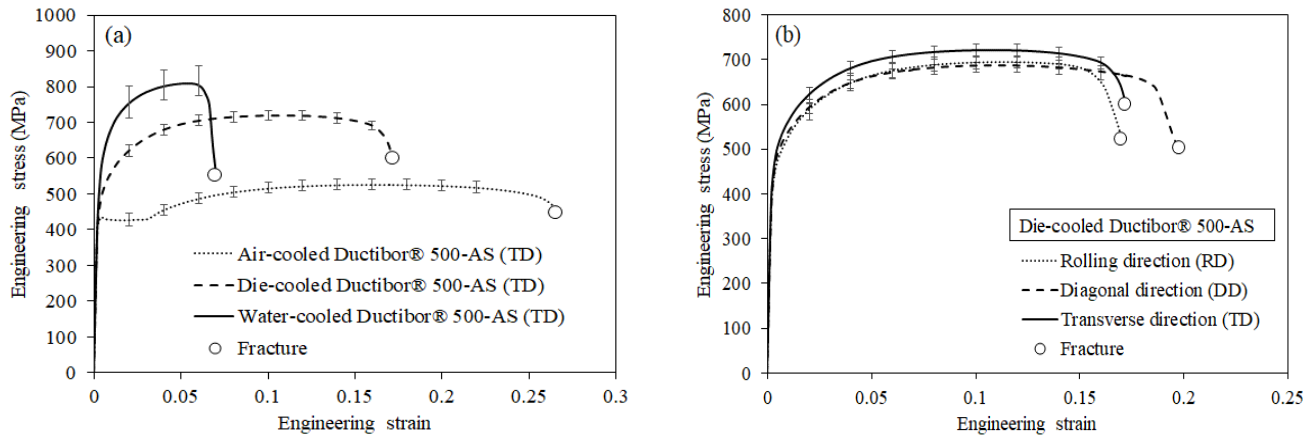 (a)
Engineering stress (MPa)
1000
900
800
700
600
500
400
300
200
100
0
0
0.05
0.1
0.15
0.2
0.25
0.3
Engineering strain
Air-cooled Ductibor® 500-AS (TD)
Die-cooled Ductibor® 500-AS (TD)
Water-cooled Ductibor® 500-AS (TD)
Fracture
(b)
Engineering stress (MPa)
800
700
600
500
400
300
200
100
0
0
0.05
0.1
0.15
0.2
0.25
Engineering strain
Die-cooled Ductibor® 500-AS
Rolling direction (RD)
Diagonal direction (DD)
Transverse direction (TD)
Fracture